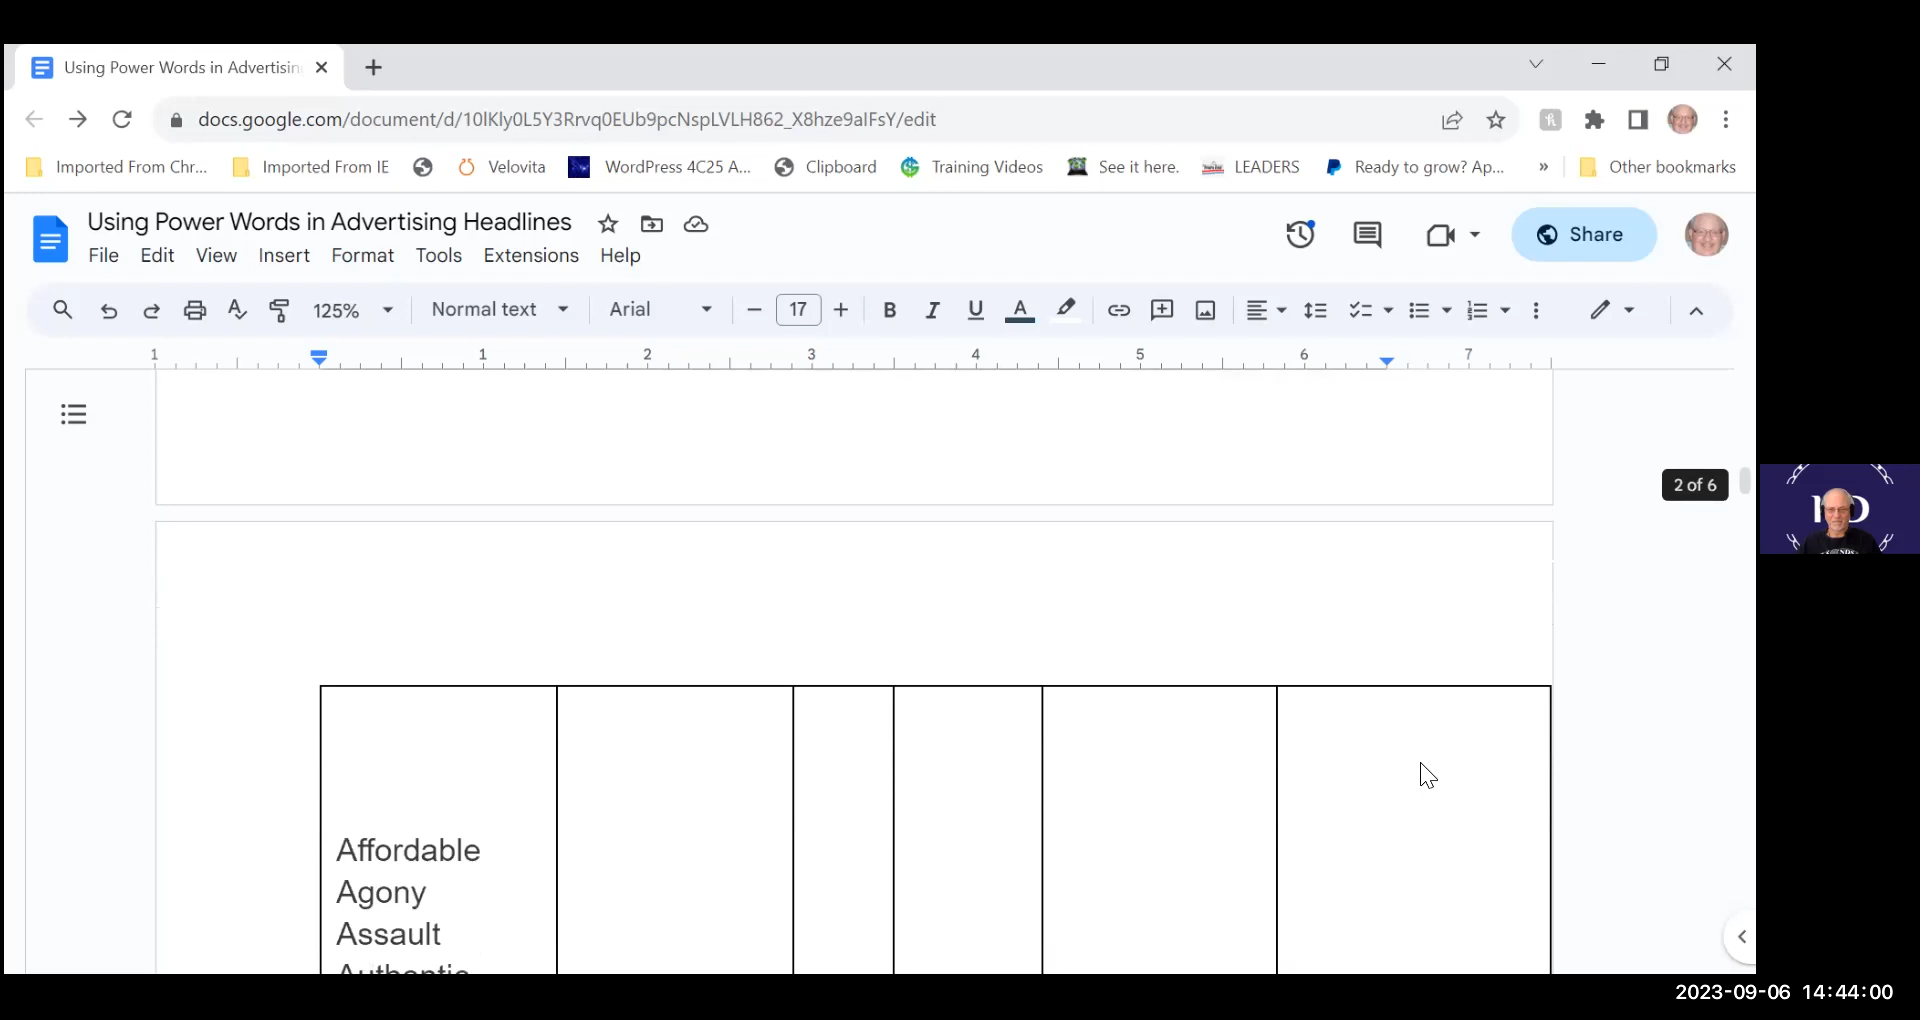 Using Power Words in Advertisin
docs.google.com/document/d/10lKly0L5Y3Rrvq0EUb9pcNspLVLH862_X8hze9alFsY/edit
Imported From Chr... Imported From IE Velovita WordPress 4C25 A... Clipboard Training Videos See it here. LEADERS Ready to grow? Ap... » Other bookmarks
Using Power Words in Advertising Headlines
Share
File Edit View Insert Format Tools Extensions Help
125% Normal text Arial 17 B I U A
1 1 2 3 4 5 6 7
2 of 6
Affordable
Agony
Assault
Authentic
2023-09-06 14:44:00